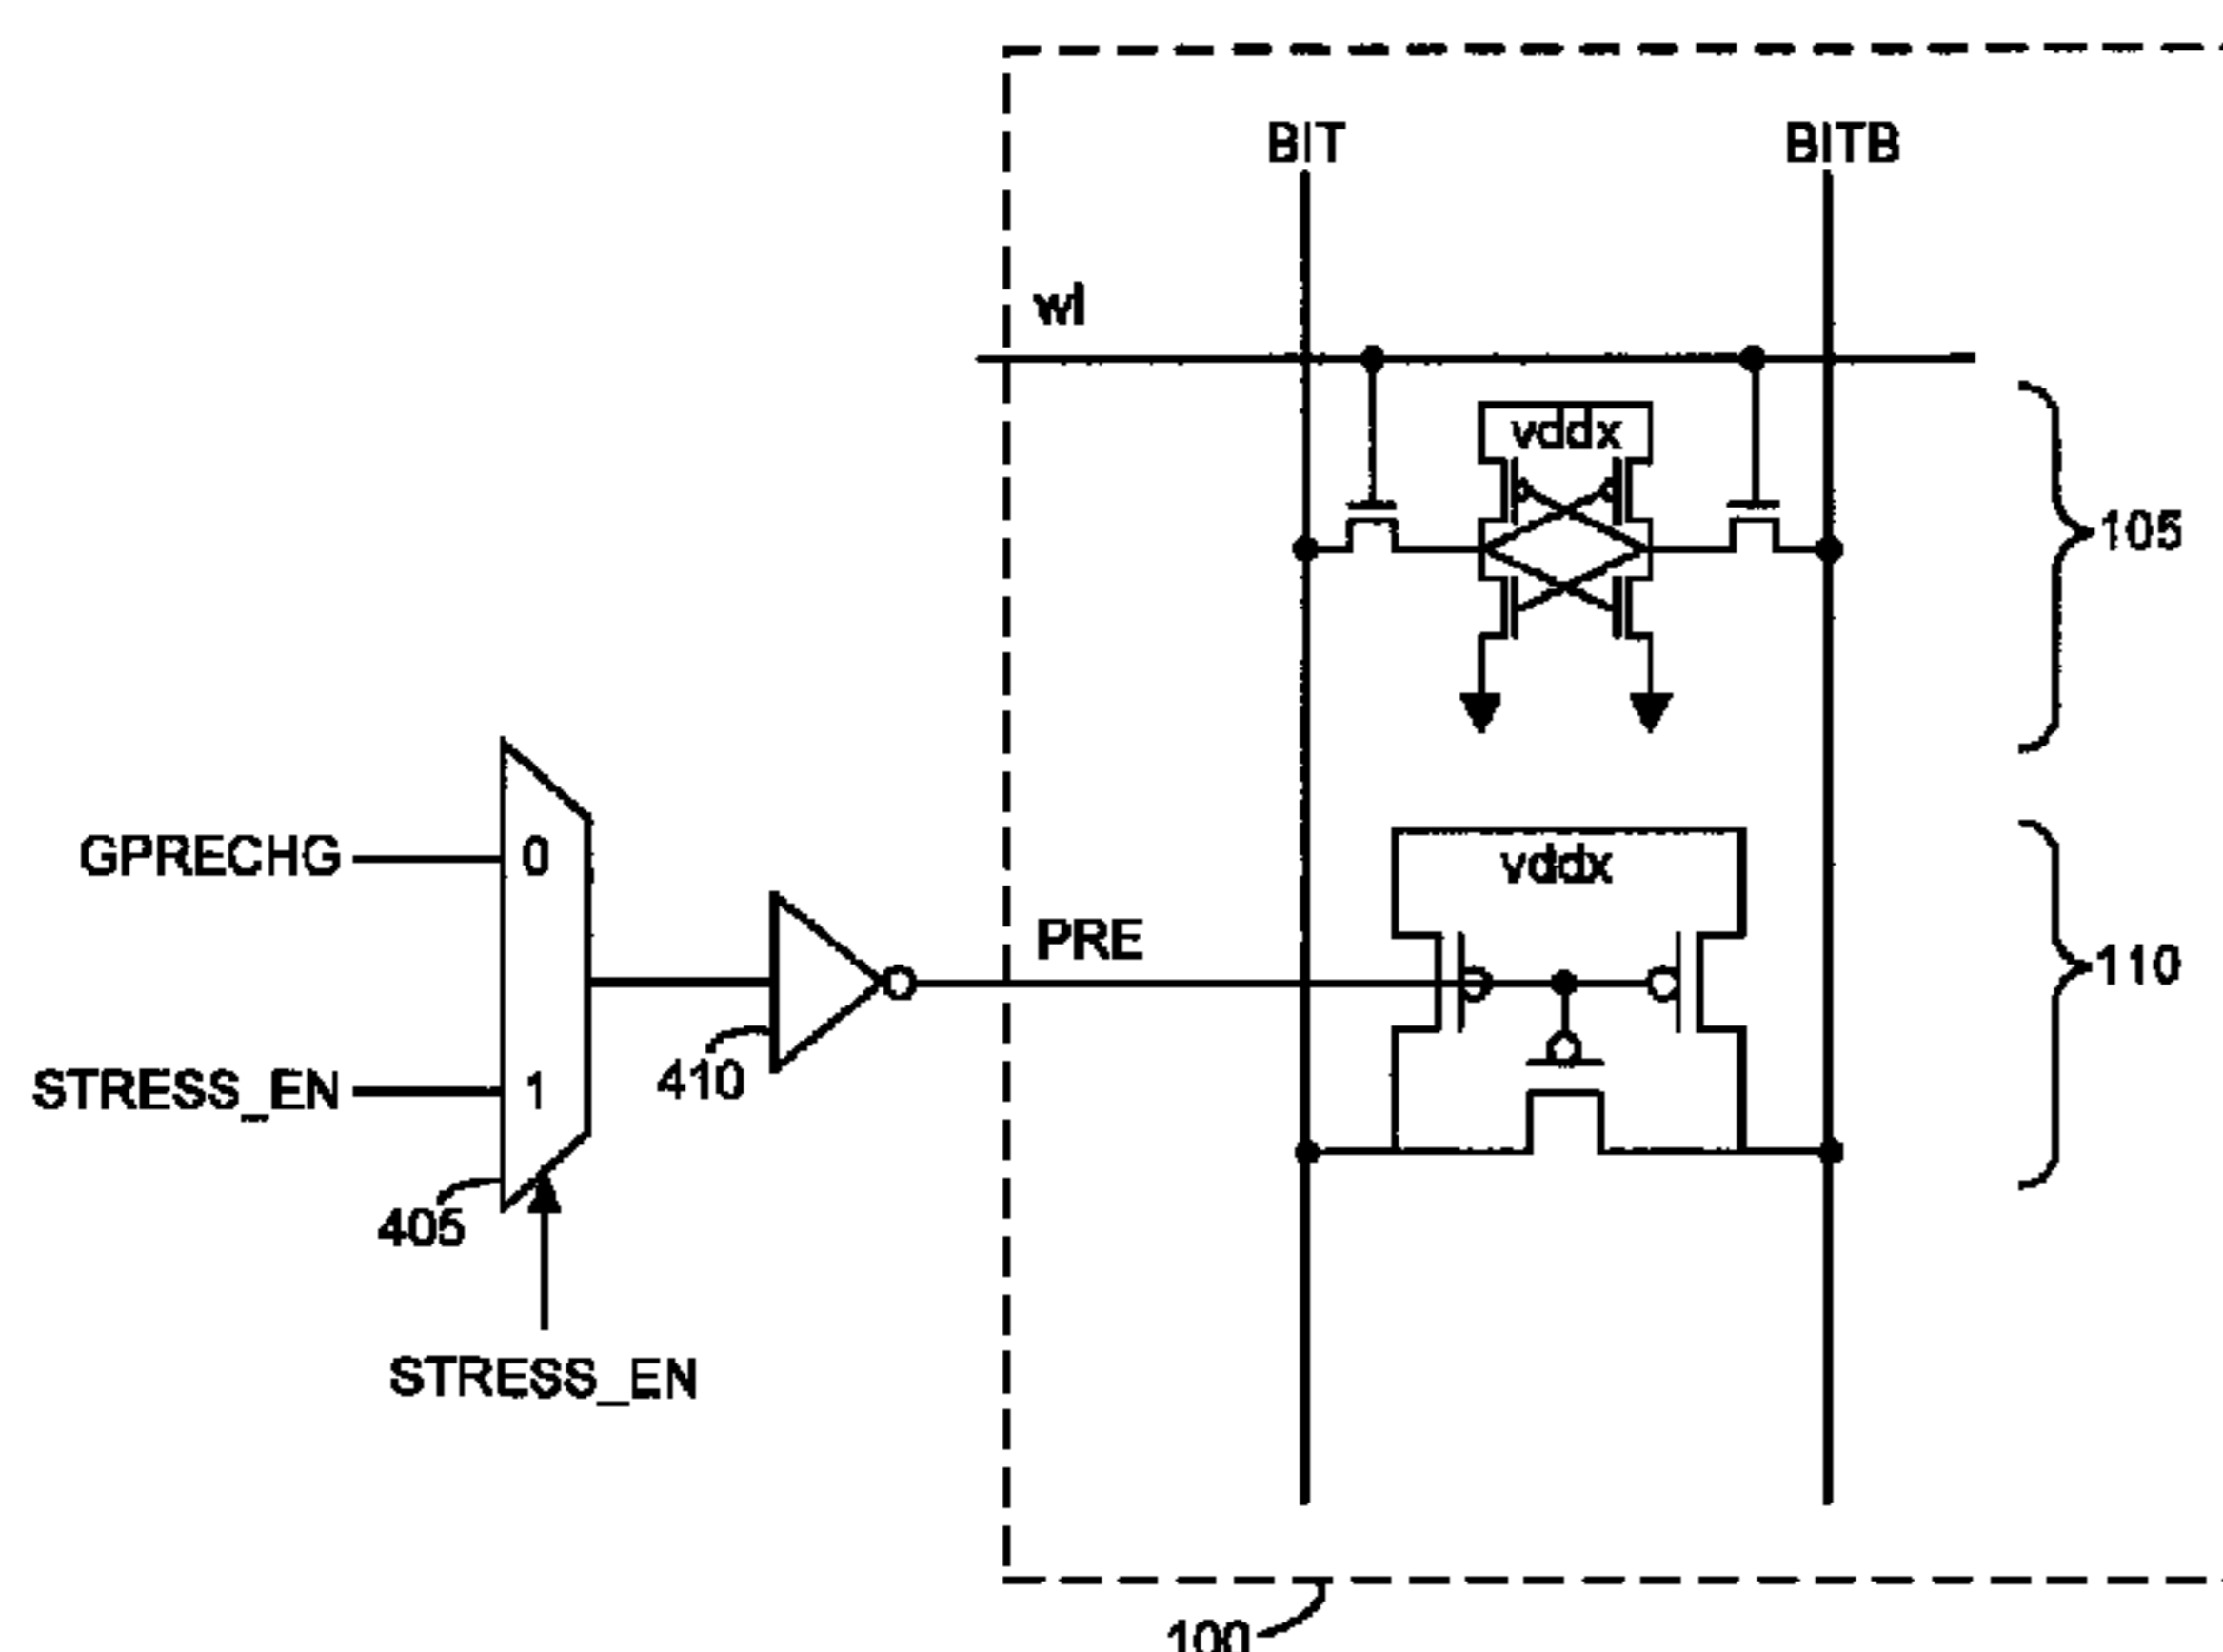 BIT
BITB
wl
vddx
105
GPRECHG
0
vddx
PRE
110
STRESS_EN
1
410
405
STRESS_EN
100